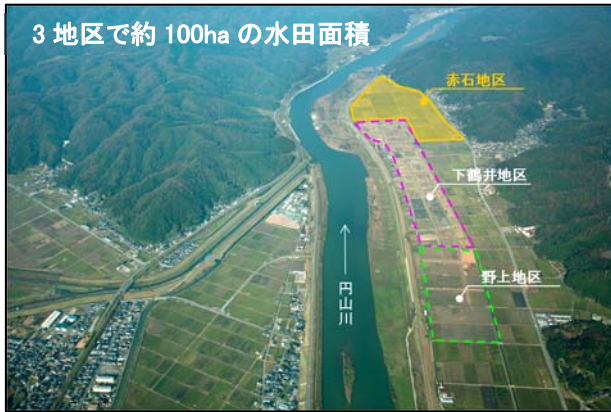 3 地区で約 100ha の水田面積
赤石地区
下鶴井地区
野上地区
円山川